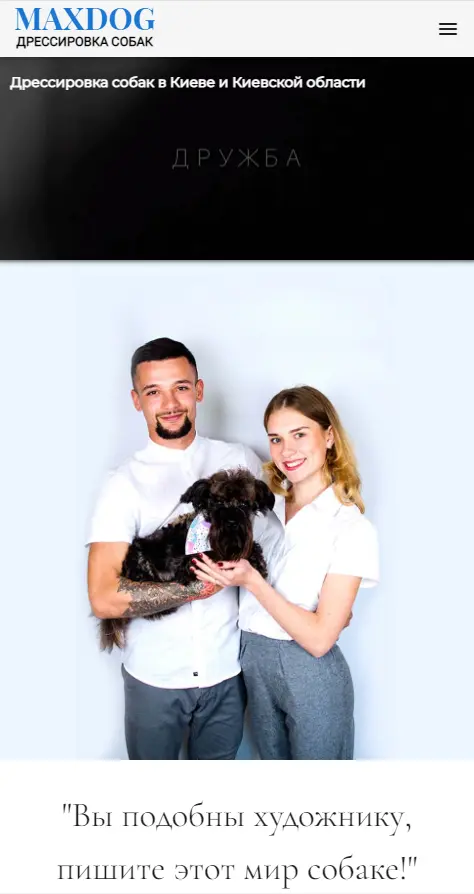 MAXDOG
ДРЕССИРОВКА СОБАК
Дрессировка собак в Киеве и Киевской области
ДРУЖБА
"Вы подобны художнику,
пишите этот мир собаке!"